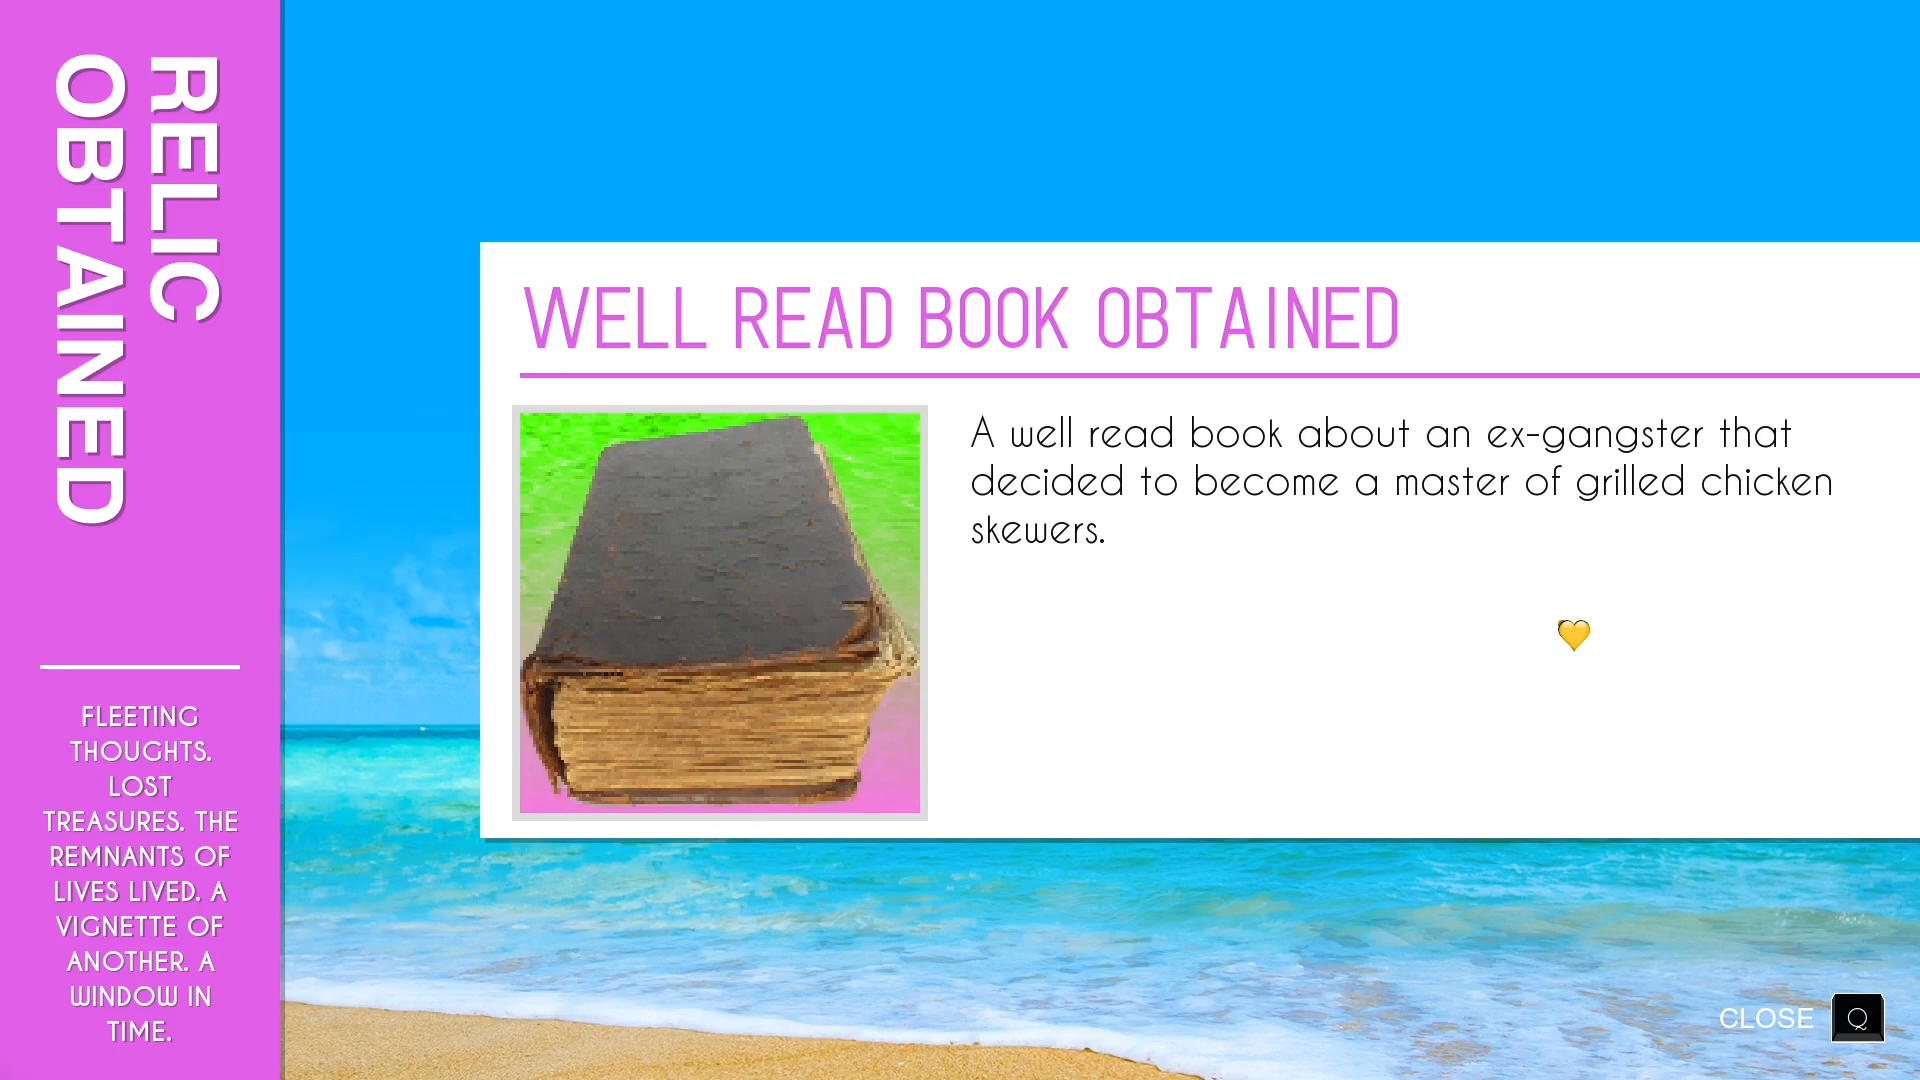 RELIC
OBTAINED
FLEETING
THOUGHTS.
LOST
TREASURES. THE
REMNANTS OF
LIVES LIVED. A
VIGNETTE OF
ANOTHER. A
WINDOW IN
TIME.
WELL READ BOOK OBTAINED
A well read book about an ex-gangster that
decided to become a master of grilled chicken
skewers.
CLOSE Q